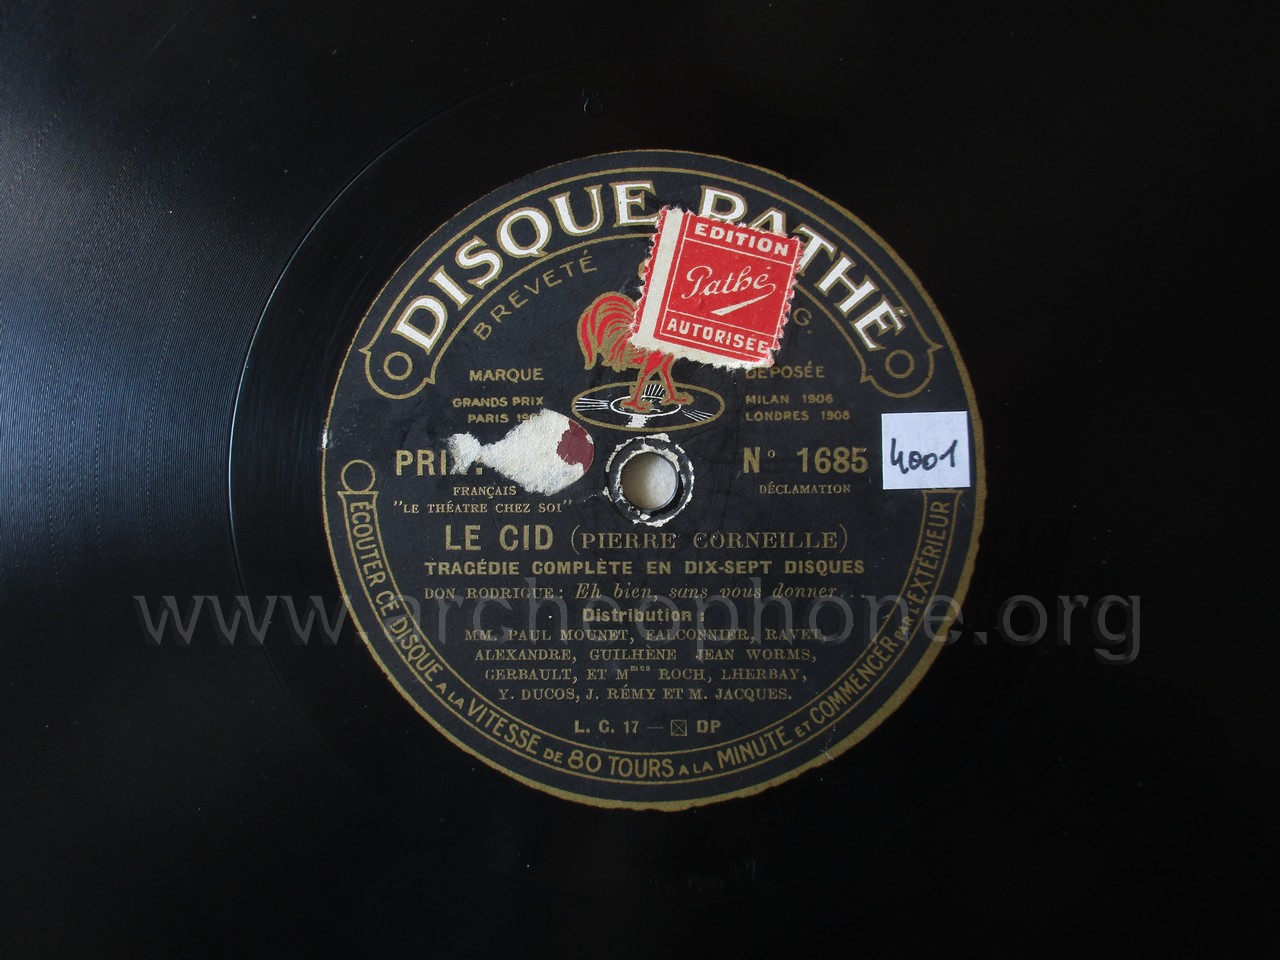 DISQUE PATHÉ
BREVETÉ
EDITION
Pathé
AUTORISÉE
MARQUE DÉPOSÉE
GRANDS PRIX MILAN 1906
PARIS LONDRES 1908
Nº 1685
4001
FRANÇAIS DÉCLAMATION
"LE THÉATRE CHEZ SOI"
LE CID (PIERRE CORNEILLE)
TRAGÉDIE COMPLÈTE EN DIX-SEPT DISQUES
DON RODRIGUE : Eh bien, sans vous donner...
Distribution :
MM. PAUL MOUNET, FALCONNIER, RAVET,
ALEXANDRE, GUILHÈNE JEAN WORMS,
GERBAULT, ET Mmes ROCH, LHERBAY,
Y. DUCOS, J. RÉMY ET M. JACQUES.
L. C. 17 — DP
ECOUTER CE DISQUE A LA VITESSE DE 80 TOURS A LA MINUTE ET COMMENCER PAR L'EXTÉRIEUR
www.archeophone.org